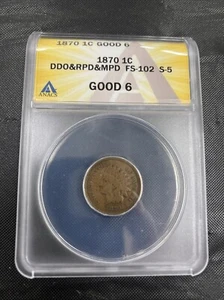 1870 1C GOOD 6
1870 1C
DDO&RPD&MPD FS-102 S-5
GOOD 6
ANACS